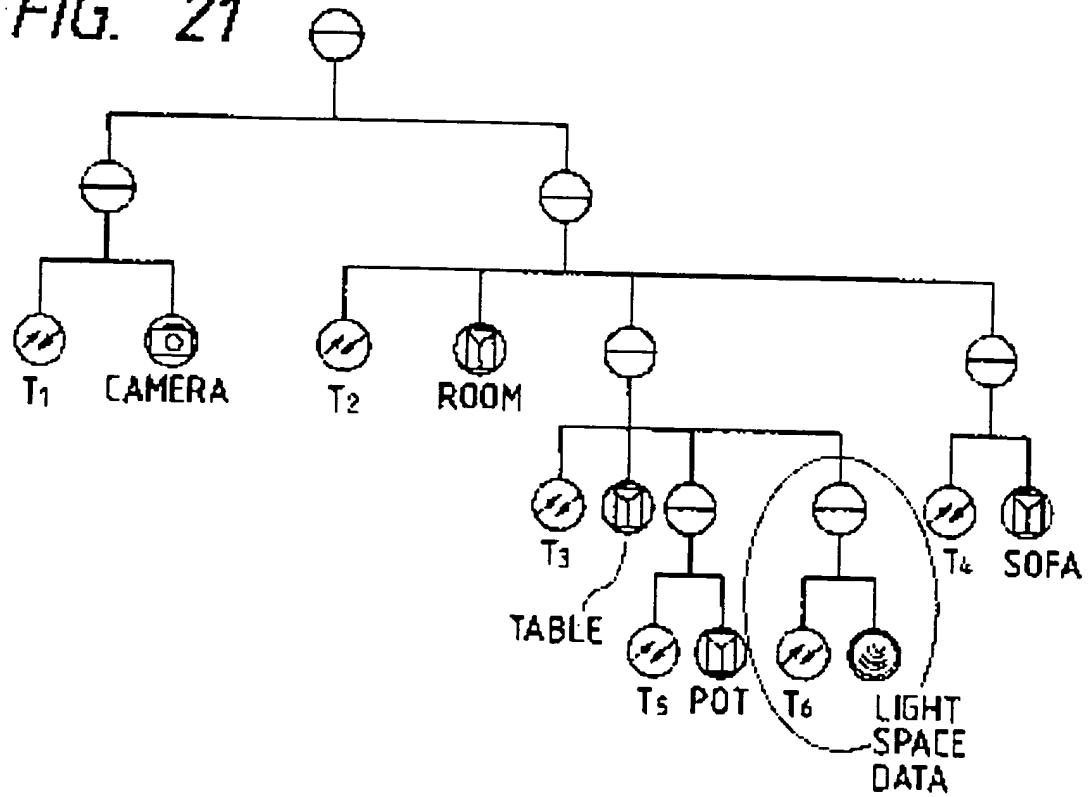 FIG. 21
T1 CAMERA T2 ROOM
T3 TABLE T4 SOFA
T5 POT T6 LIGHT
SPACE
DATA